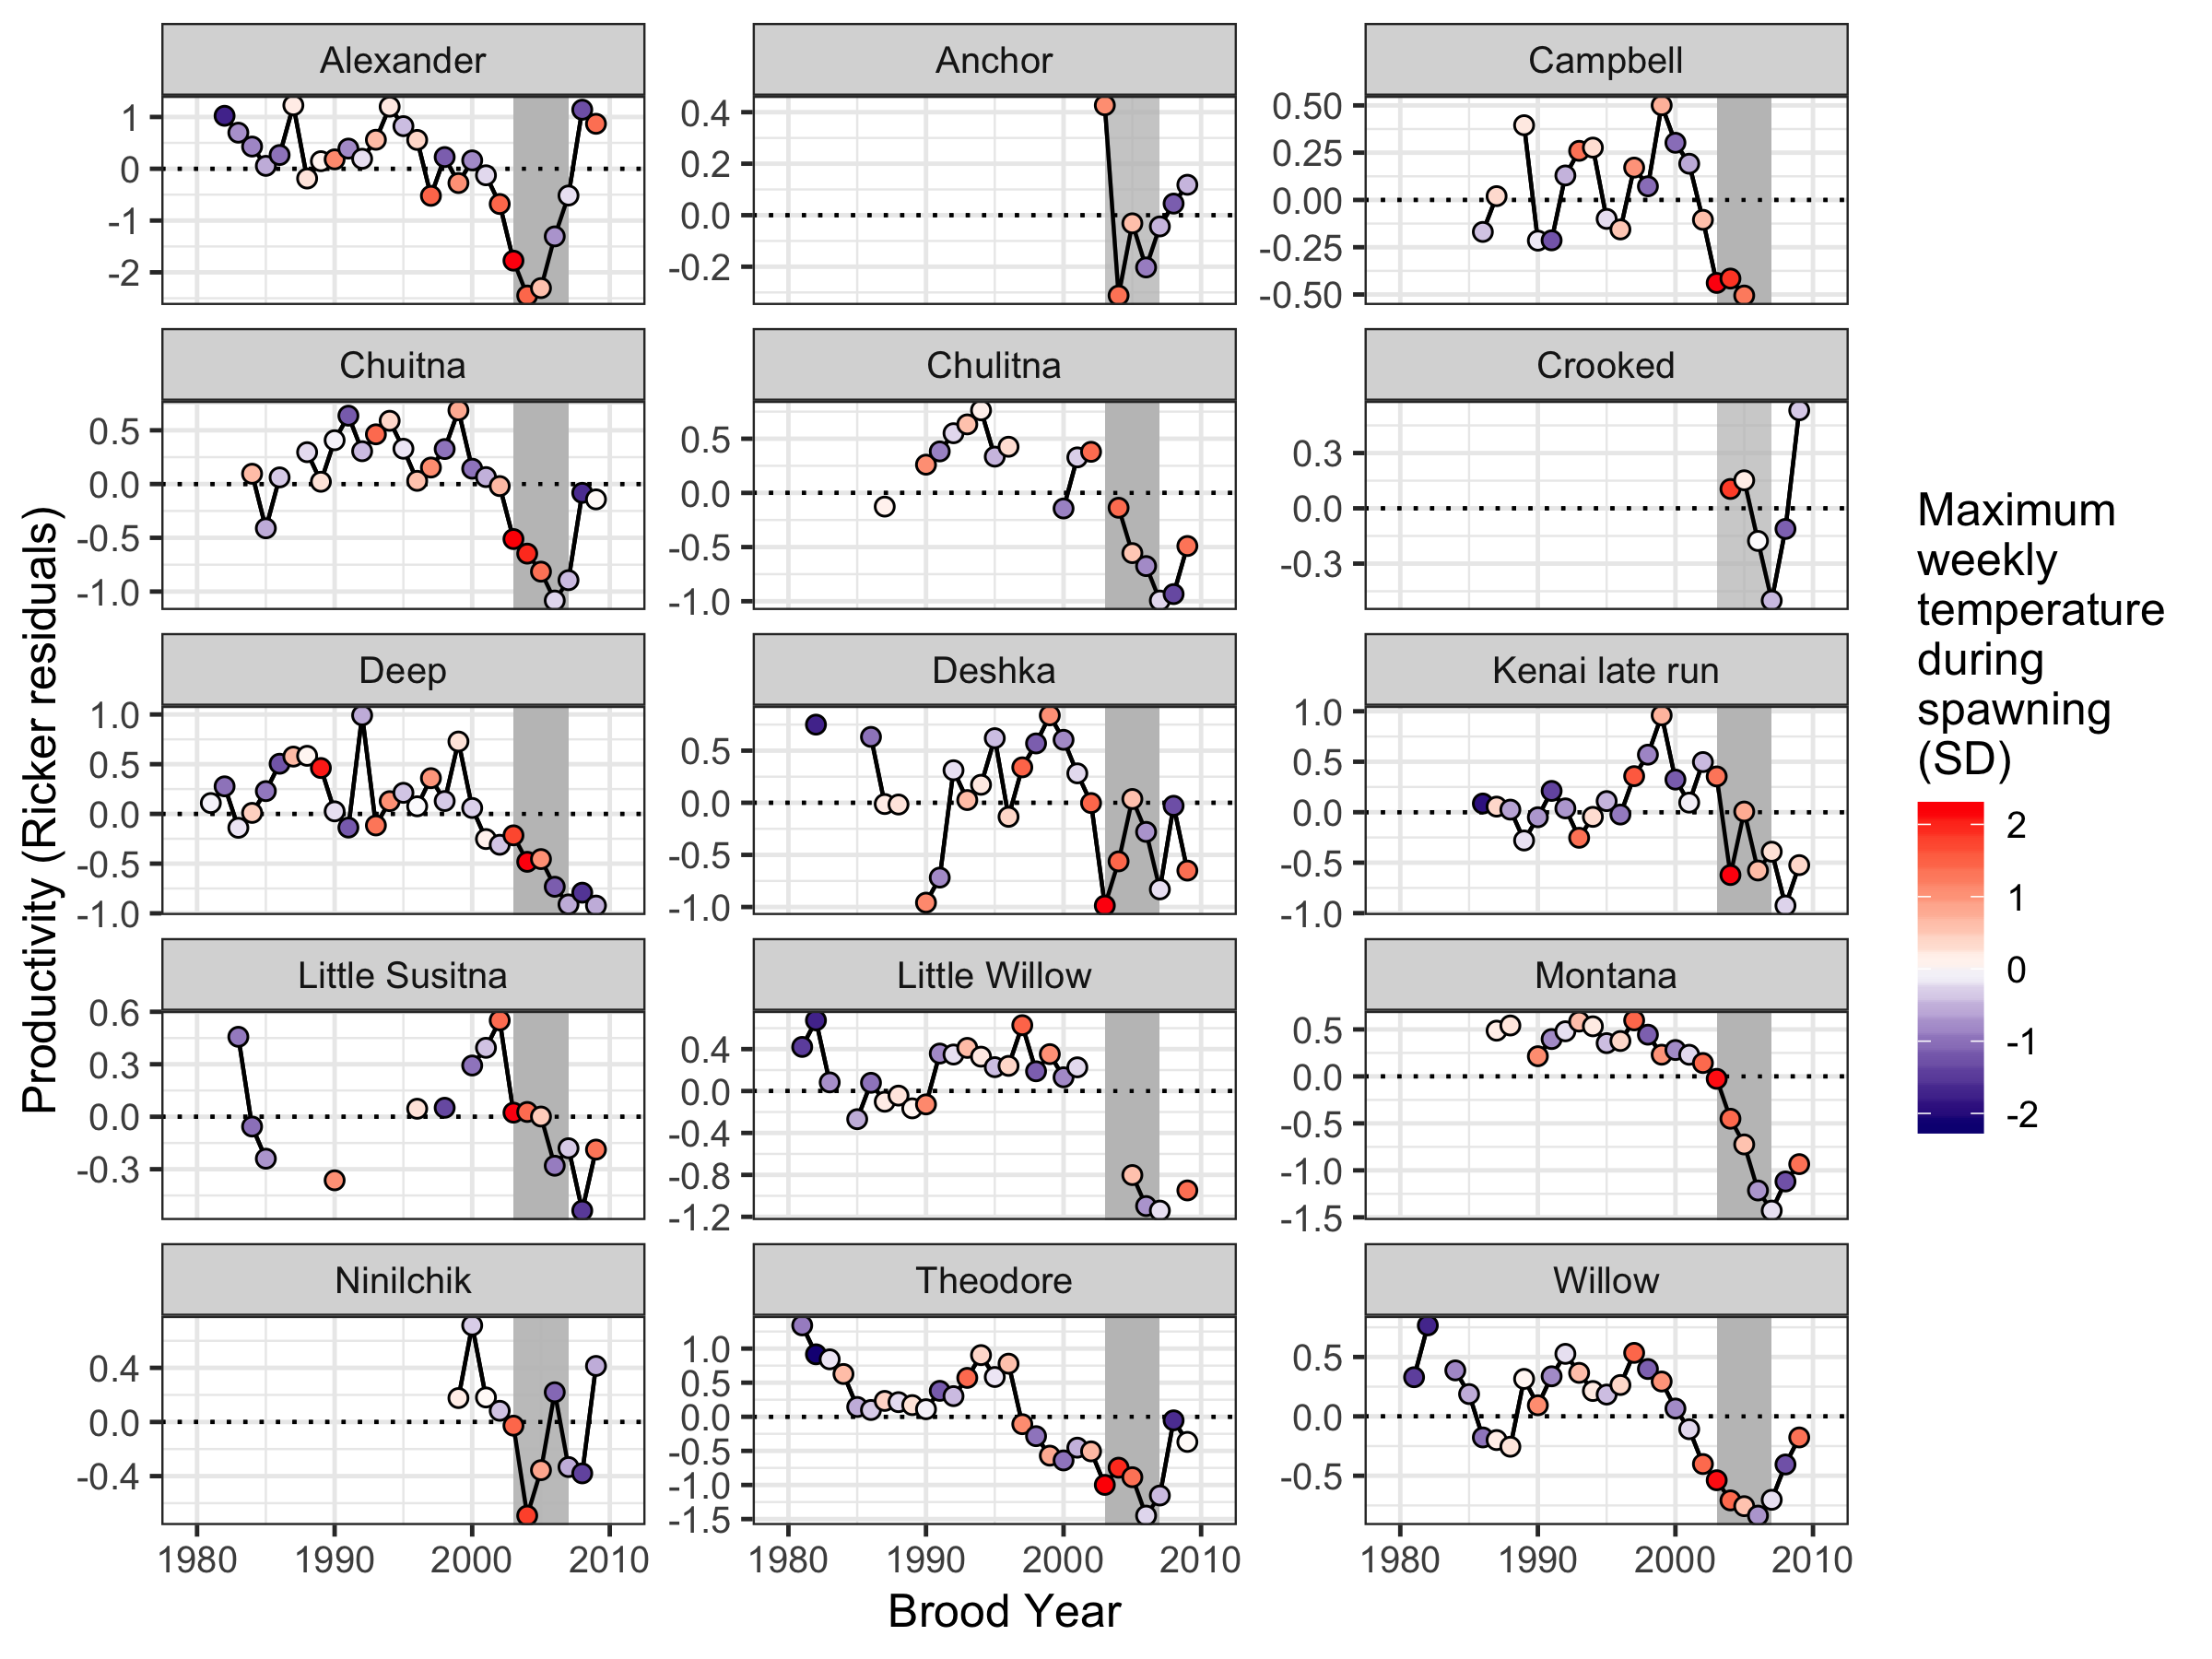 Alexander
Anchor
Campbell
1
0
-1
-2
0.4
0.2
0.0
-0.2
0.50
0.25
0.00
-0.25
-0.50
Chuitna
Chulitna
Crooked
0.5
0.0
-0.5
-1.0
0.5
0.0
-0.5
-1.0
0.3
0.0
-0.3
Deep
Deshka
Kenai late run
1.0
0.5
0.0
-0.5
-1.0
0.5
0.0
-0.5
-1.0
1.0
0.5
0.0
-0.5
-1.0
Little Susitna
Little Willow
Montana
0.6
0.3
0.0
-0.3
0.4
0.0
-0.4
-0.8
-1.2
0.5
0.0
-0.5
-1.0
-1.5
Ninilchik
Theodore
Willow
0.4
0.0
-0.4
1.0
0.5
0.0
-0.5
-1.0
-1.5
0.5
0.0
-0.5
1980 1990 2000 2010
1980 1990 2000 2010
1980 1990 2000 2010
Brood Year
Productivity (Ricker residuals)
Maximum
weekly
temperature
during
spawning
(SD)
2
1
0
-1
-2